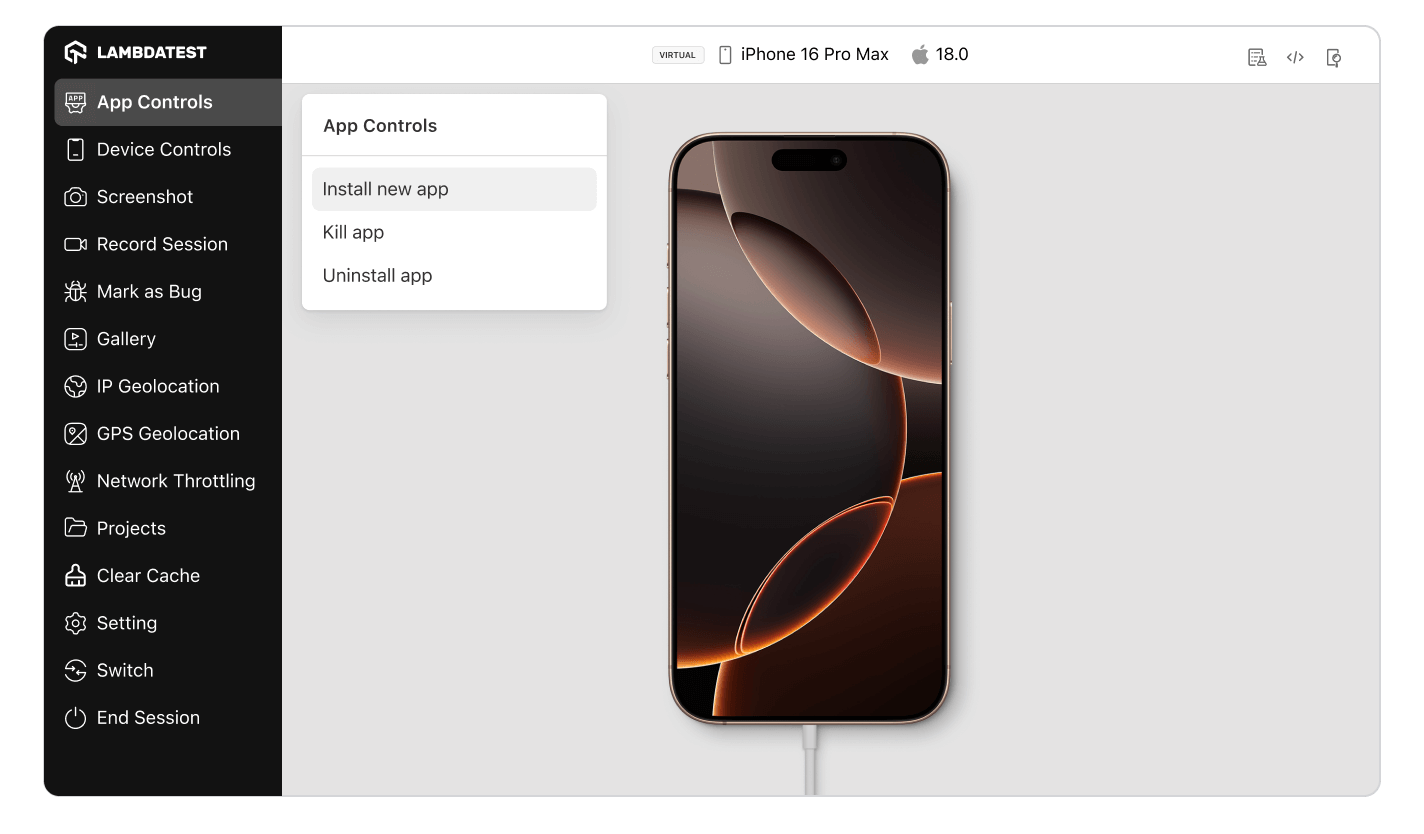 LAMBDATEST
VIRTUAL iPhone 16 Pro Max 18.0
App Controls
Device Controls
Screenshot
Record Session
Mark as Bug
Gallery
IP Geolocation
GPS Geolocation
Network Throttling
Projects
Clear Cache
Setting
Switch
End Session
App Controls
Install new app
Kill app
Uninstall app
APP